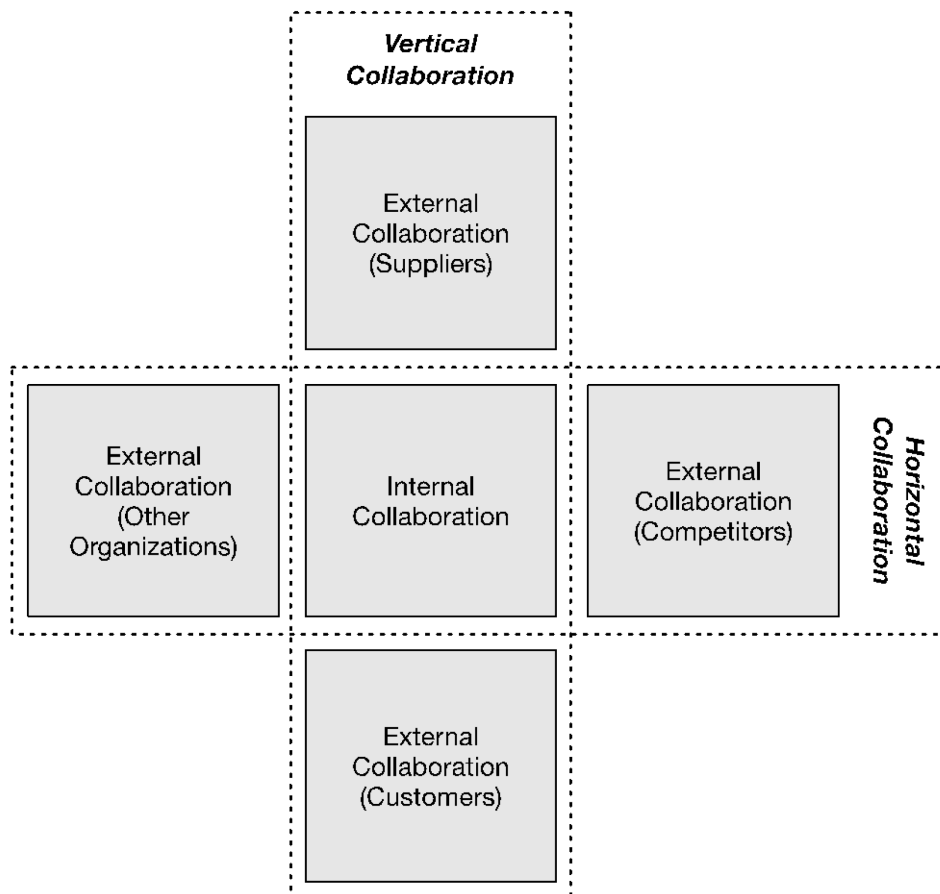 Vertical
Collaboration
External
Collaboration
(Suppliers)
External
Collaboration
(Other
Organizations)
Internal
Collaboration
External
Collaboration
(Competitors)
Horizontal
Collaboration
External
Collaboration
(Customers)